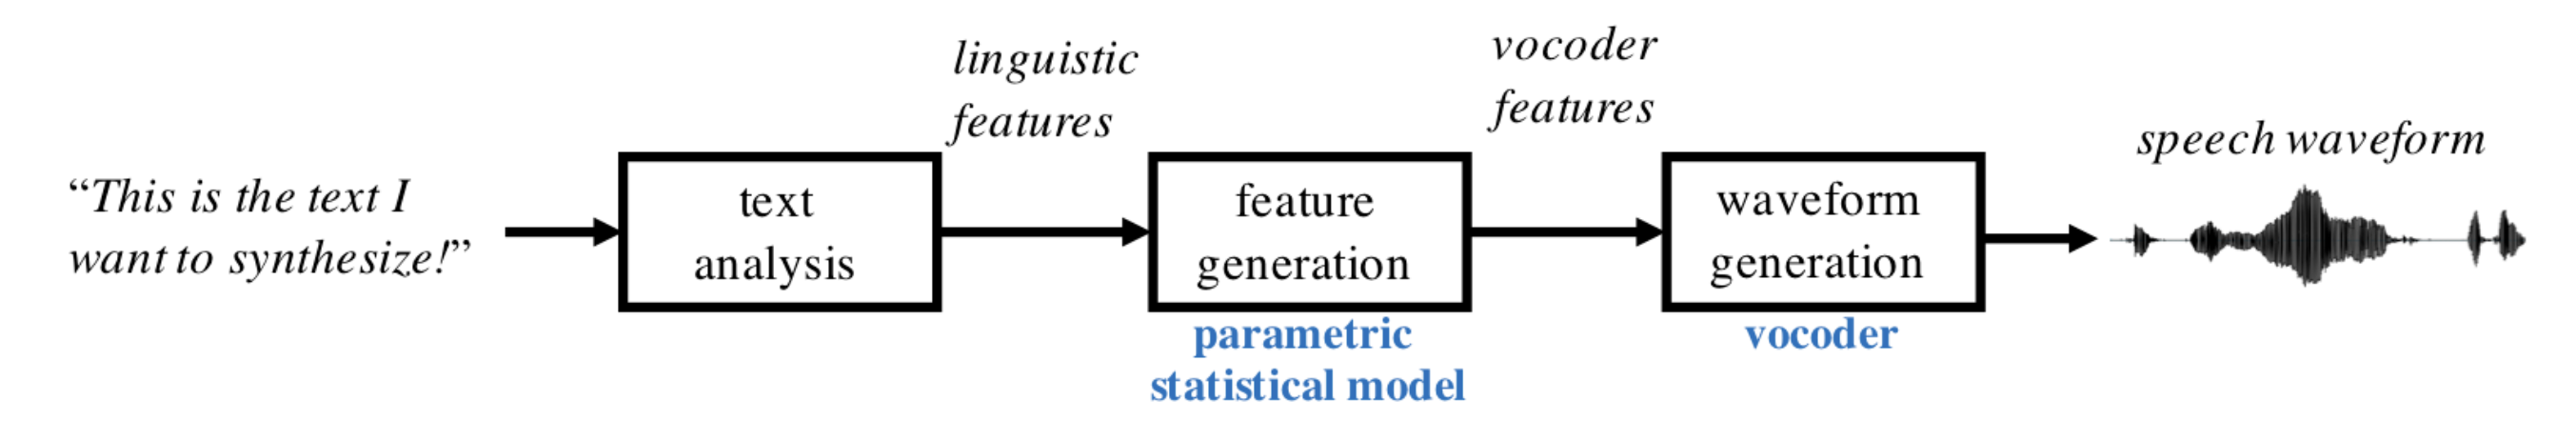 “This is the text I
want to synthesize!”
text
analysis
linguistic
features
feature
generation
parametric
statistical model
vocoder
features
waveform
generation
vocoder
speech waveform